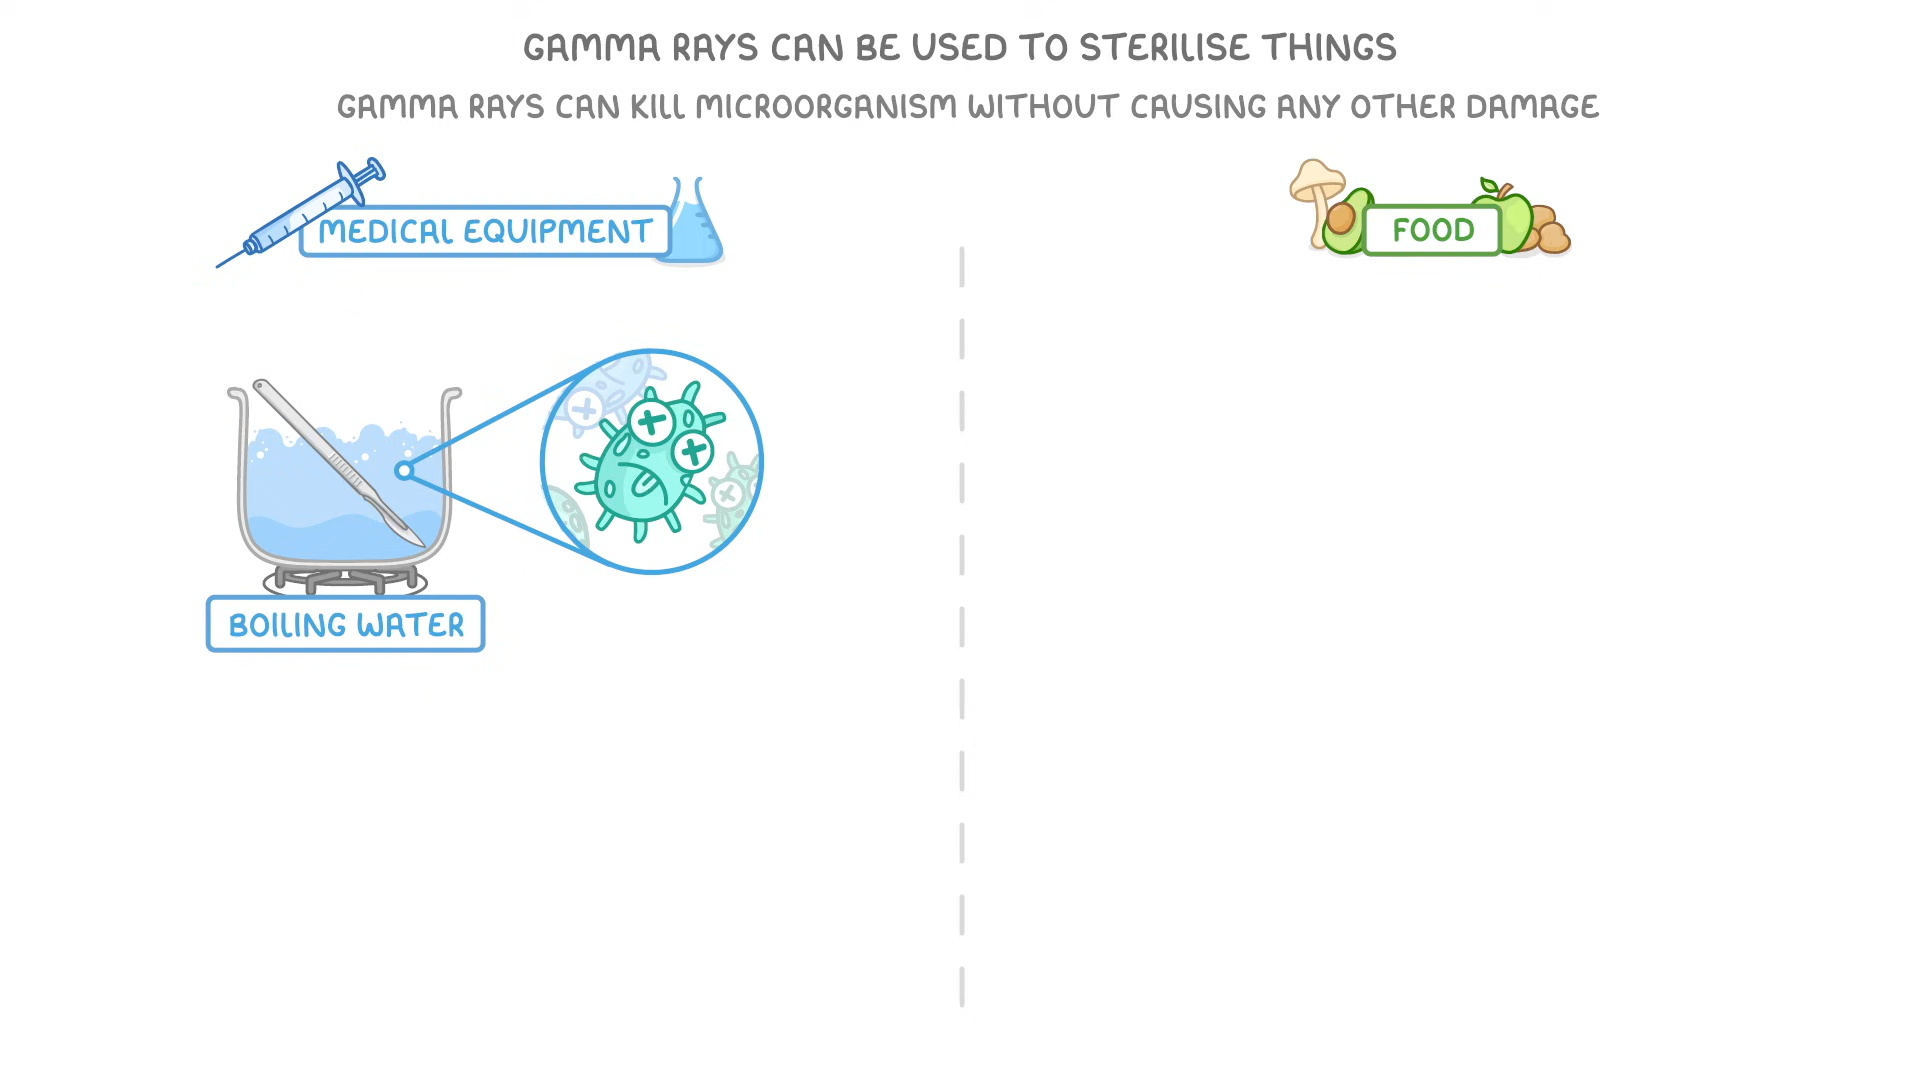 GAMMA RAYS CAN BE USED TO STERILISE THINGS
GAMMA RAYS CAN KILL MICROORGANISM WITHOUT CAUSING ANY OTHER DAMAGE
MEDICAL EQUIPMENT
FOOD
BOILING WATER